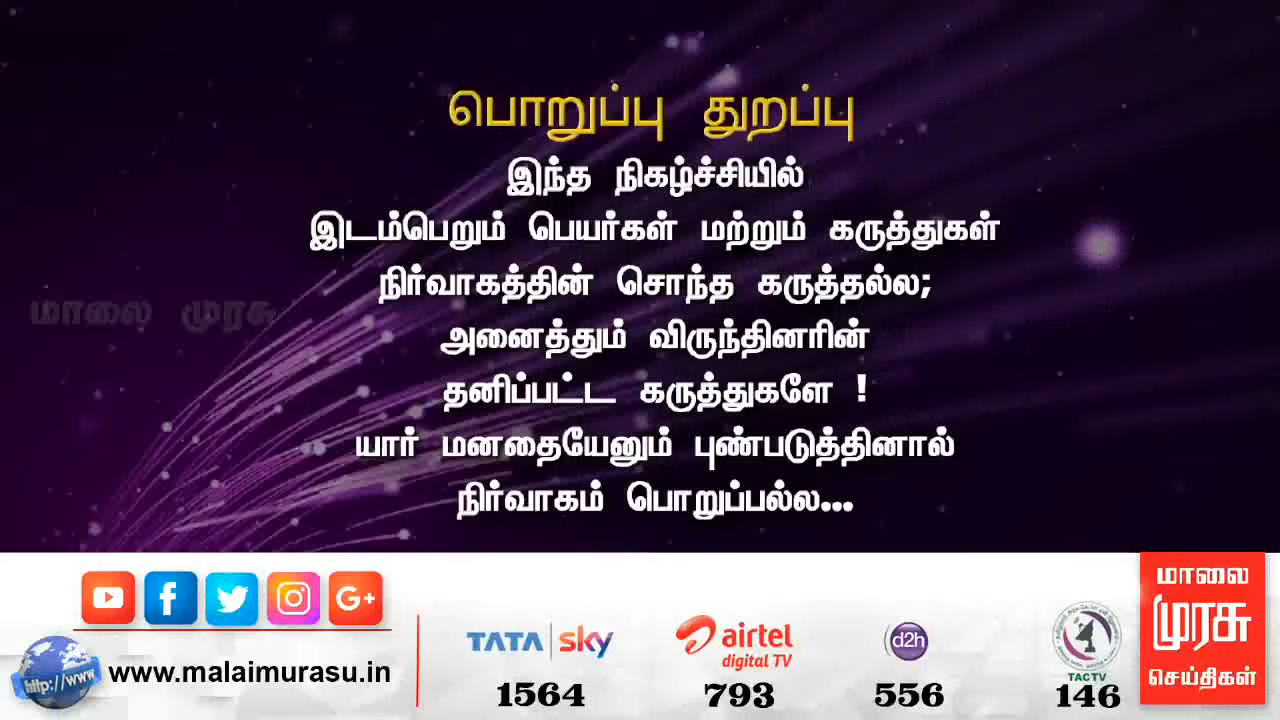 பொறுப்பு துறப்பு
இந்த நிகழ்ச்சியில்
இடம்பெறும் பெயர்கள் மற்றும் கருத்துகள்
நிர்வாகத்தின் சொந்த கருத்தல்ல;
மாலை முரசு
அனைத்தும் விருந்தினரின்
தனிப்பட்ட கருத்துகளே !
யார் மனதையேனும் புண்படுத்தினால்
நிர்வாகம் பொறுப்பல்ல...
மாலை
முரசு
செய்திகள்
G+
http://www
www.malaimurasu.in
TATA sky
1564
airtel
digital TV
793
d2h
556
TACTV
146